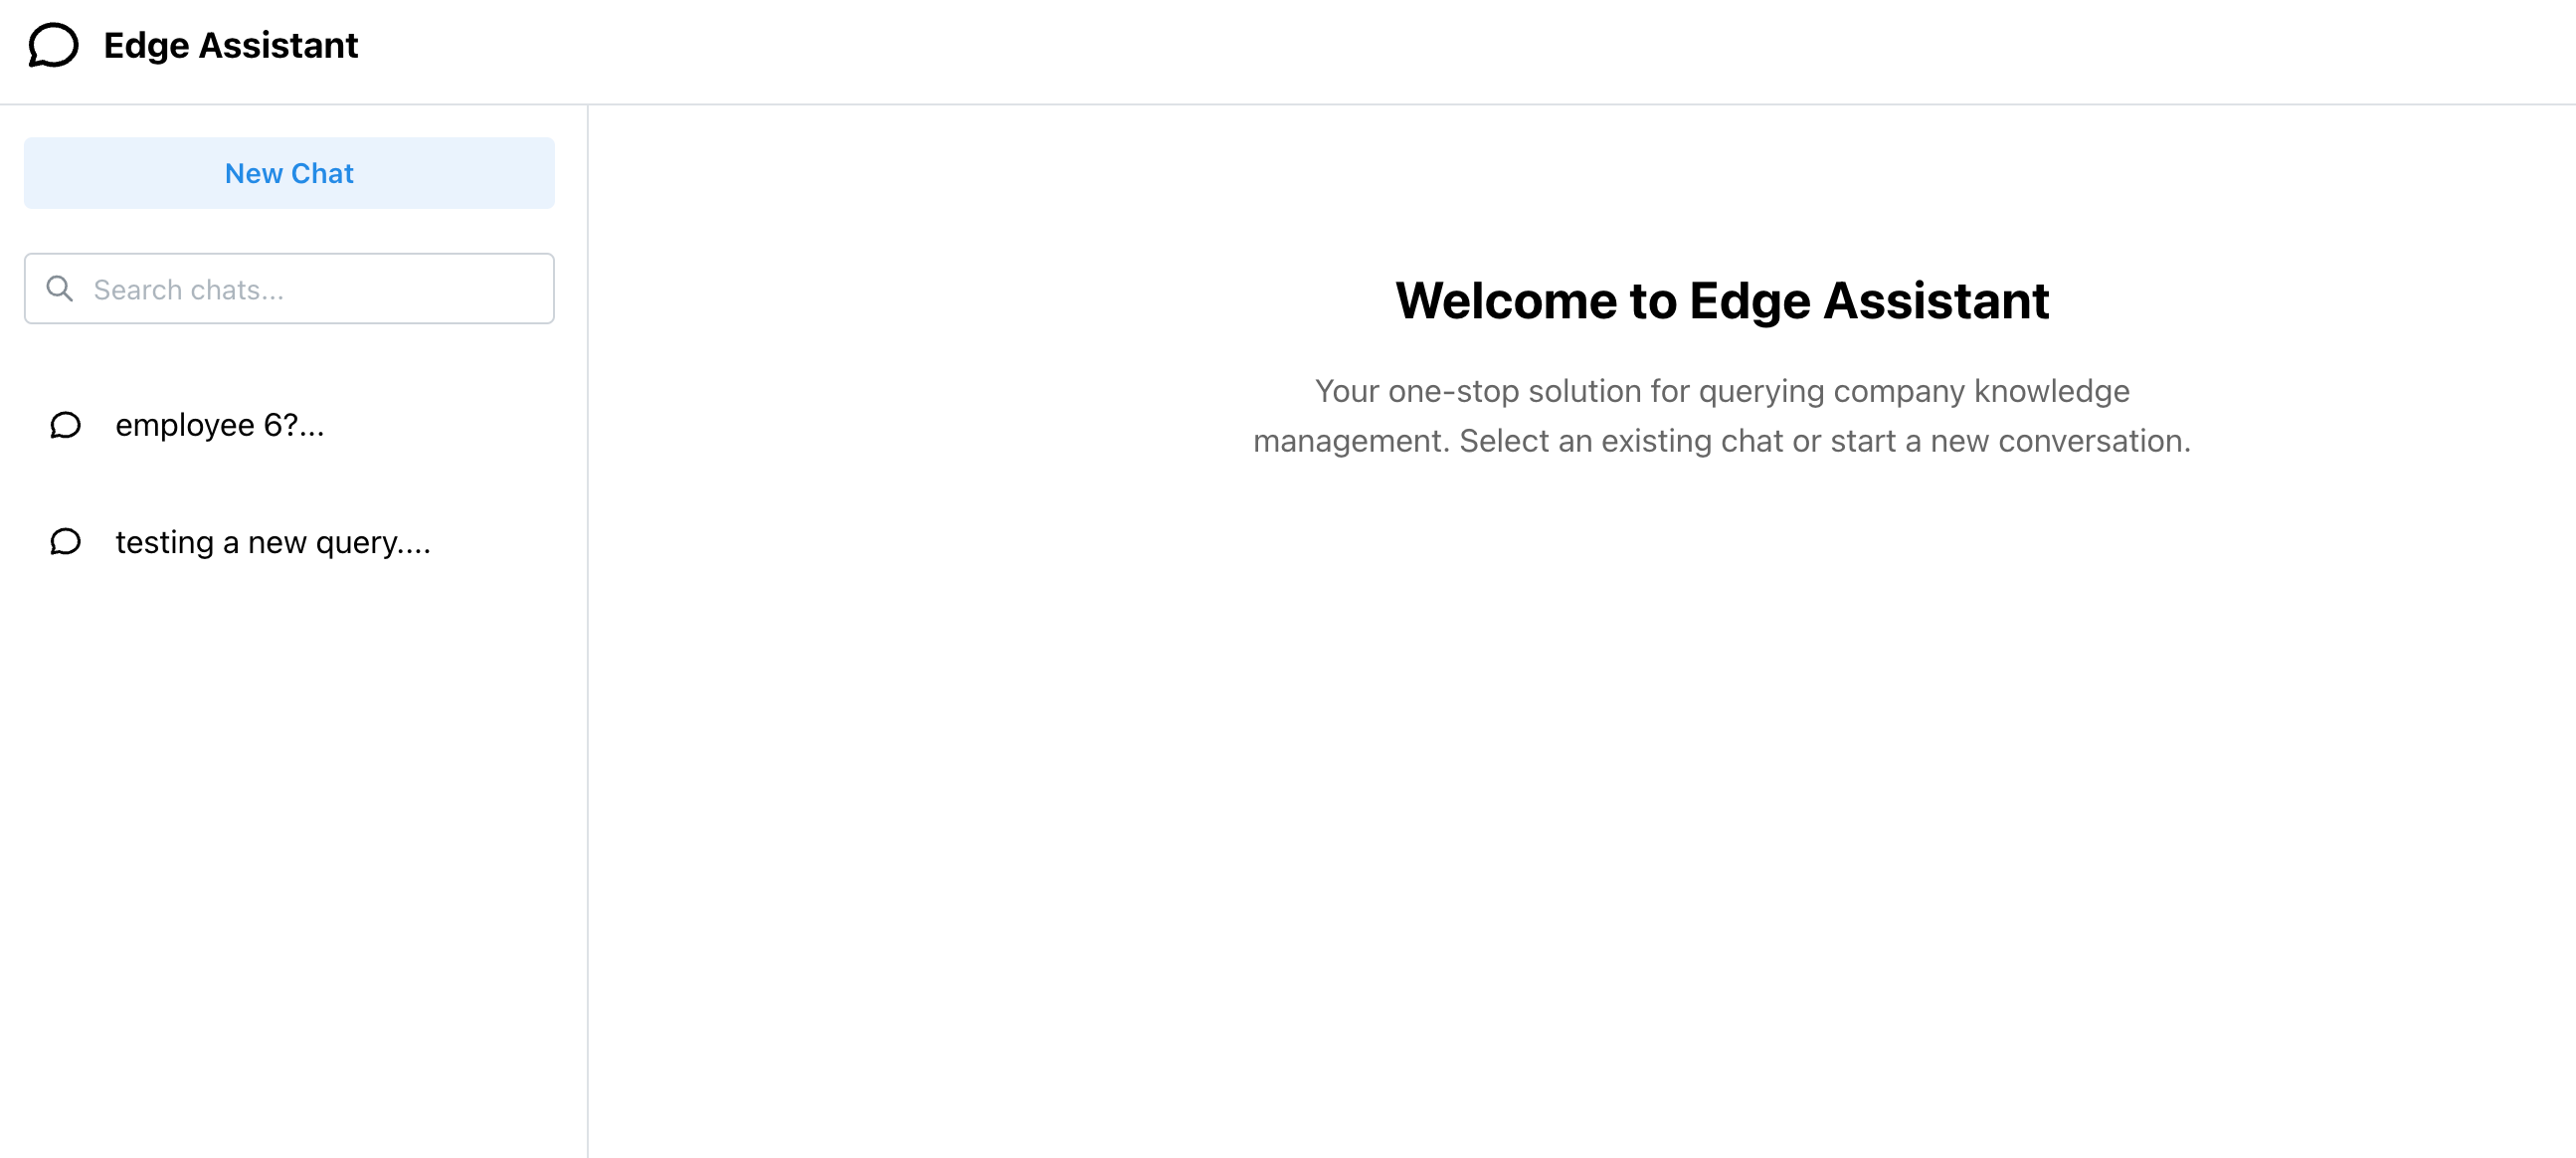 Edge Assistant
New Chat
Search chats...
employee 6?...
testing a new query....
Welcome to Edge Assistant
Your one-stop solution for querying company knowledge
management. Select an existing chat or start a new conversation.